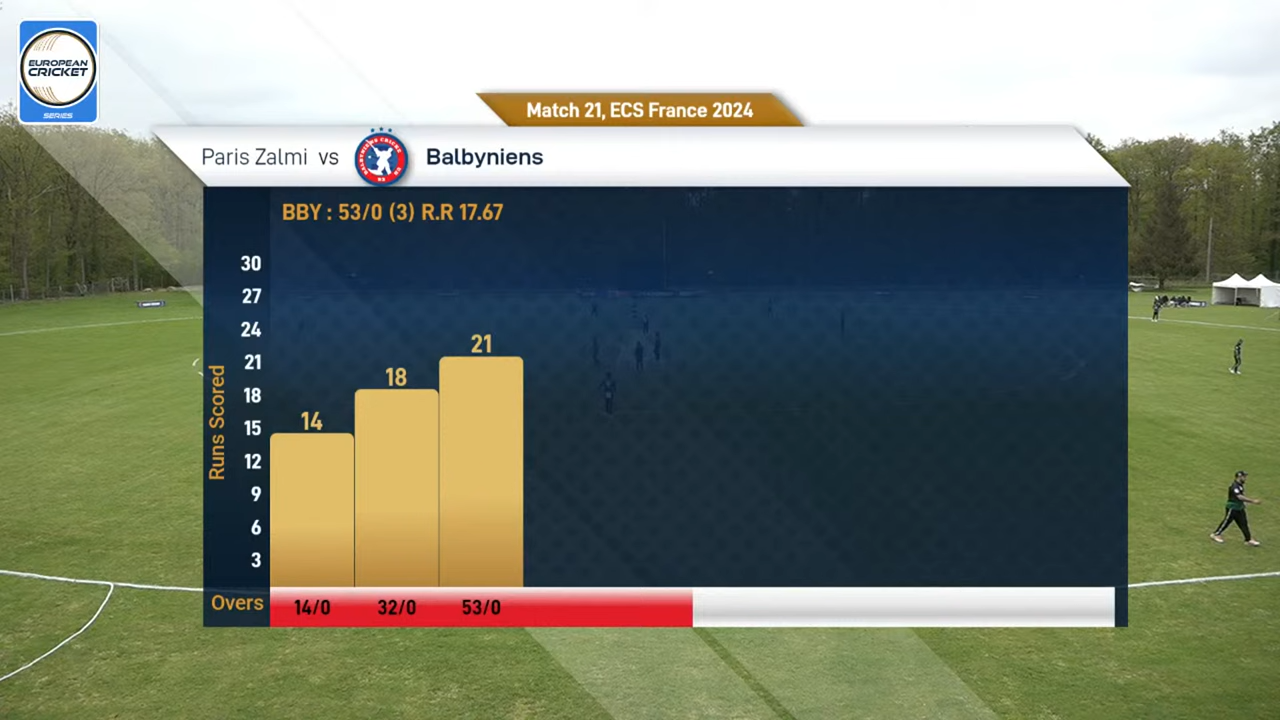 EUROPEAN
CRICKET
SERIES
Match 21, ECS France 2024
Paris Zalmi vs Balbyniens
BBY : 53/0 (3) R.R 17.67
30
27
24
21
18
15
12
9
6
3
Runs Scored
14
18
21
Overs 14/0 32/0 53/0